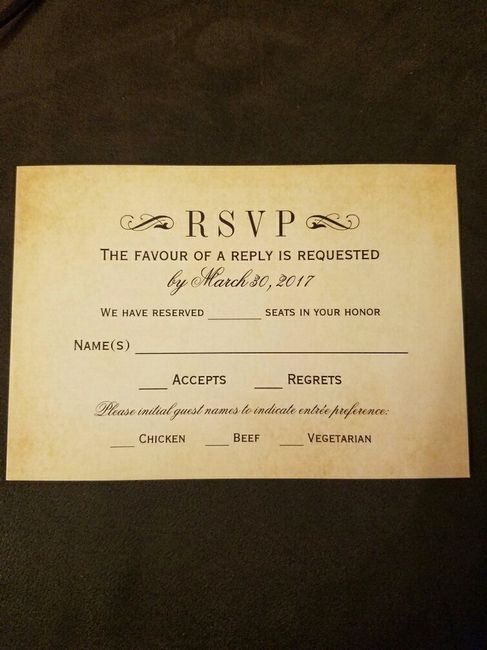 RSVP
THE FAVOUR OF A REPLY IS REQUESTED
by March 30, 2017
WE HAVE RESERVED ________ SEATS IN YOUR HONOR
NAME(S) ________________________________
___ ACCEPTS ___ REGRETS
Please initial guest names to indicate entrée preference:
___ CHICKEN ___ BEEF ___ VEGETARIAN